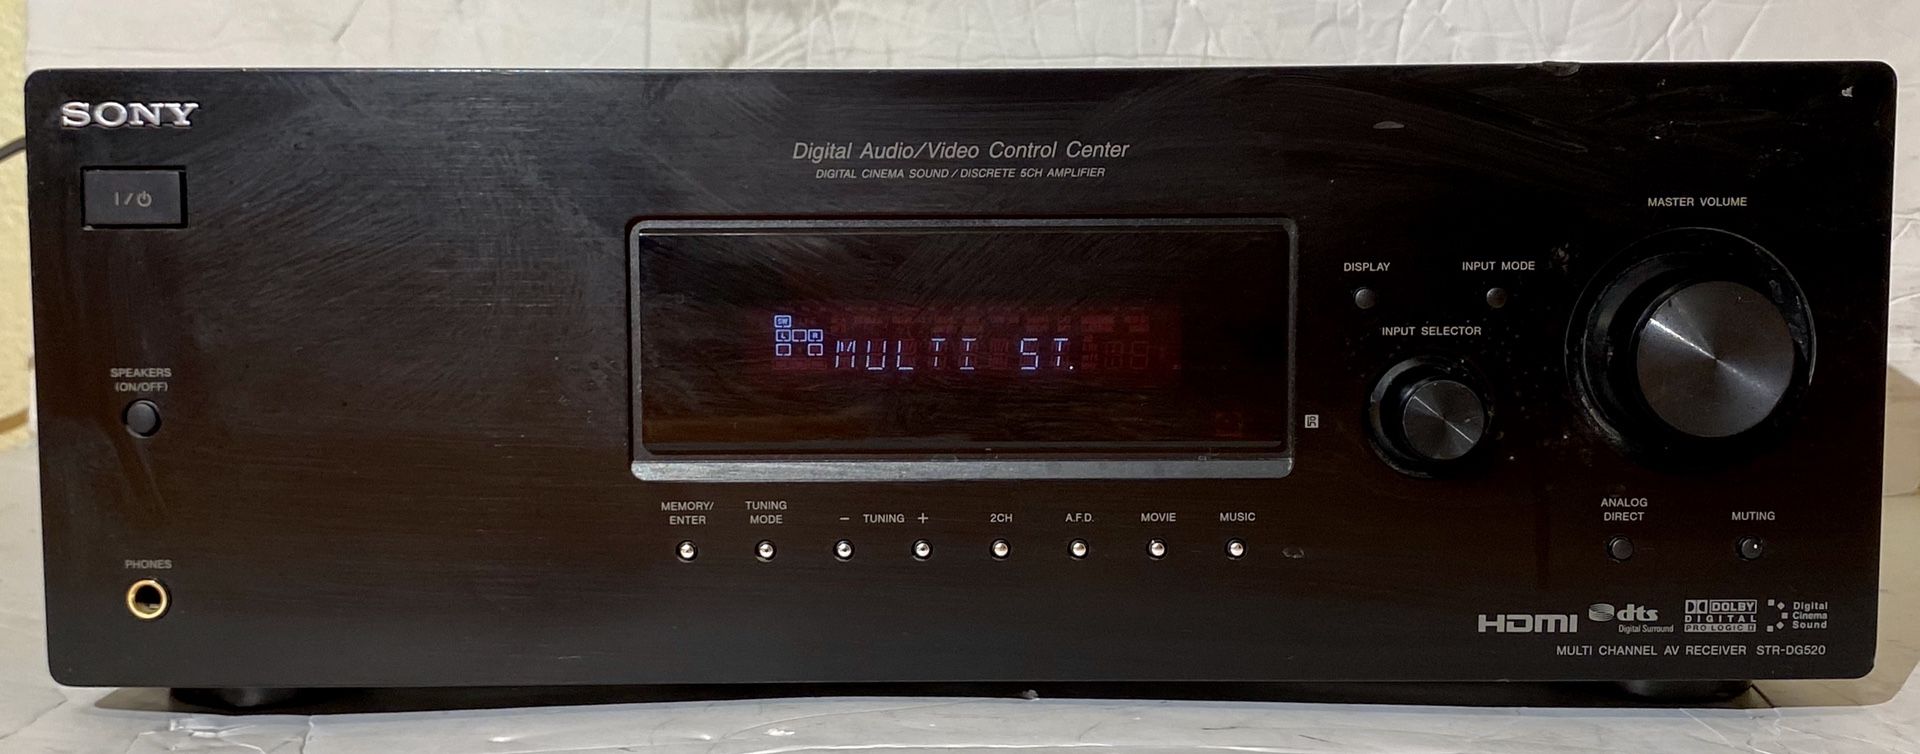 SONY
Digital Audio/Video Control Center
DIGITAL CINEMA SOUND / DISCRETE 5CH AMPLIFIER
I/⏻
MASTER VOLUME
DISPLAY
INPUT MODE
INPUT SELECTOR
SW
L R
MULTI ST.
SPEAKERS
(ON/OFF)
MEMORY/
ENTER
TUNING
MODE
− TUNING +
2CH
A.F.D.
MOVIE
MUSIC
ANALOG
DIRECT
MUTING
PHONES
HDMI
dts
Digital Surround
DOLBY
DIGITAL
PRO LOGIC II
Digital
Cinema
Sound
MULTI CHANNEL AV RECEIVER STR-DG520